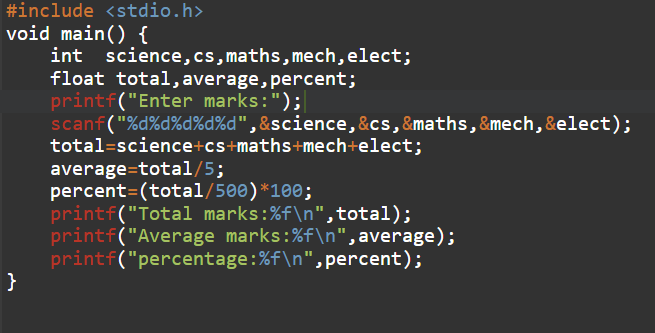 #include <stdio.h>
void main() {
    int  science,cs,maths,mech,elect;
    float total,average,percent;
    printf("Enter marks:");
    scanf("%d%d%d%d%d",&science,&cs,&maths,&mech,&elect);
    total=science+cs+maths+mech+elect;
    average=total/5;
    percent=(total/500)*100;
    printf("Total marks:%f\n",total);
    printf("Average marks:%f\n",average);
    printf("percentage:%f\n",percent);
}